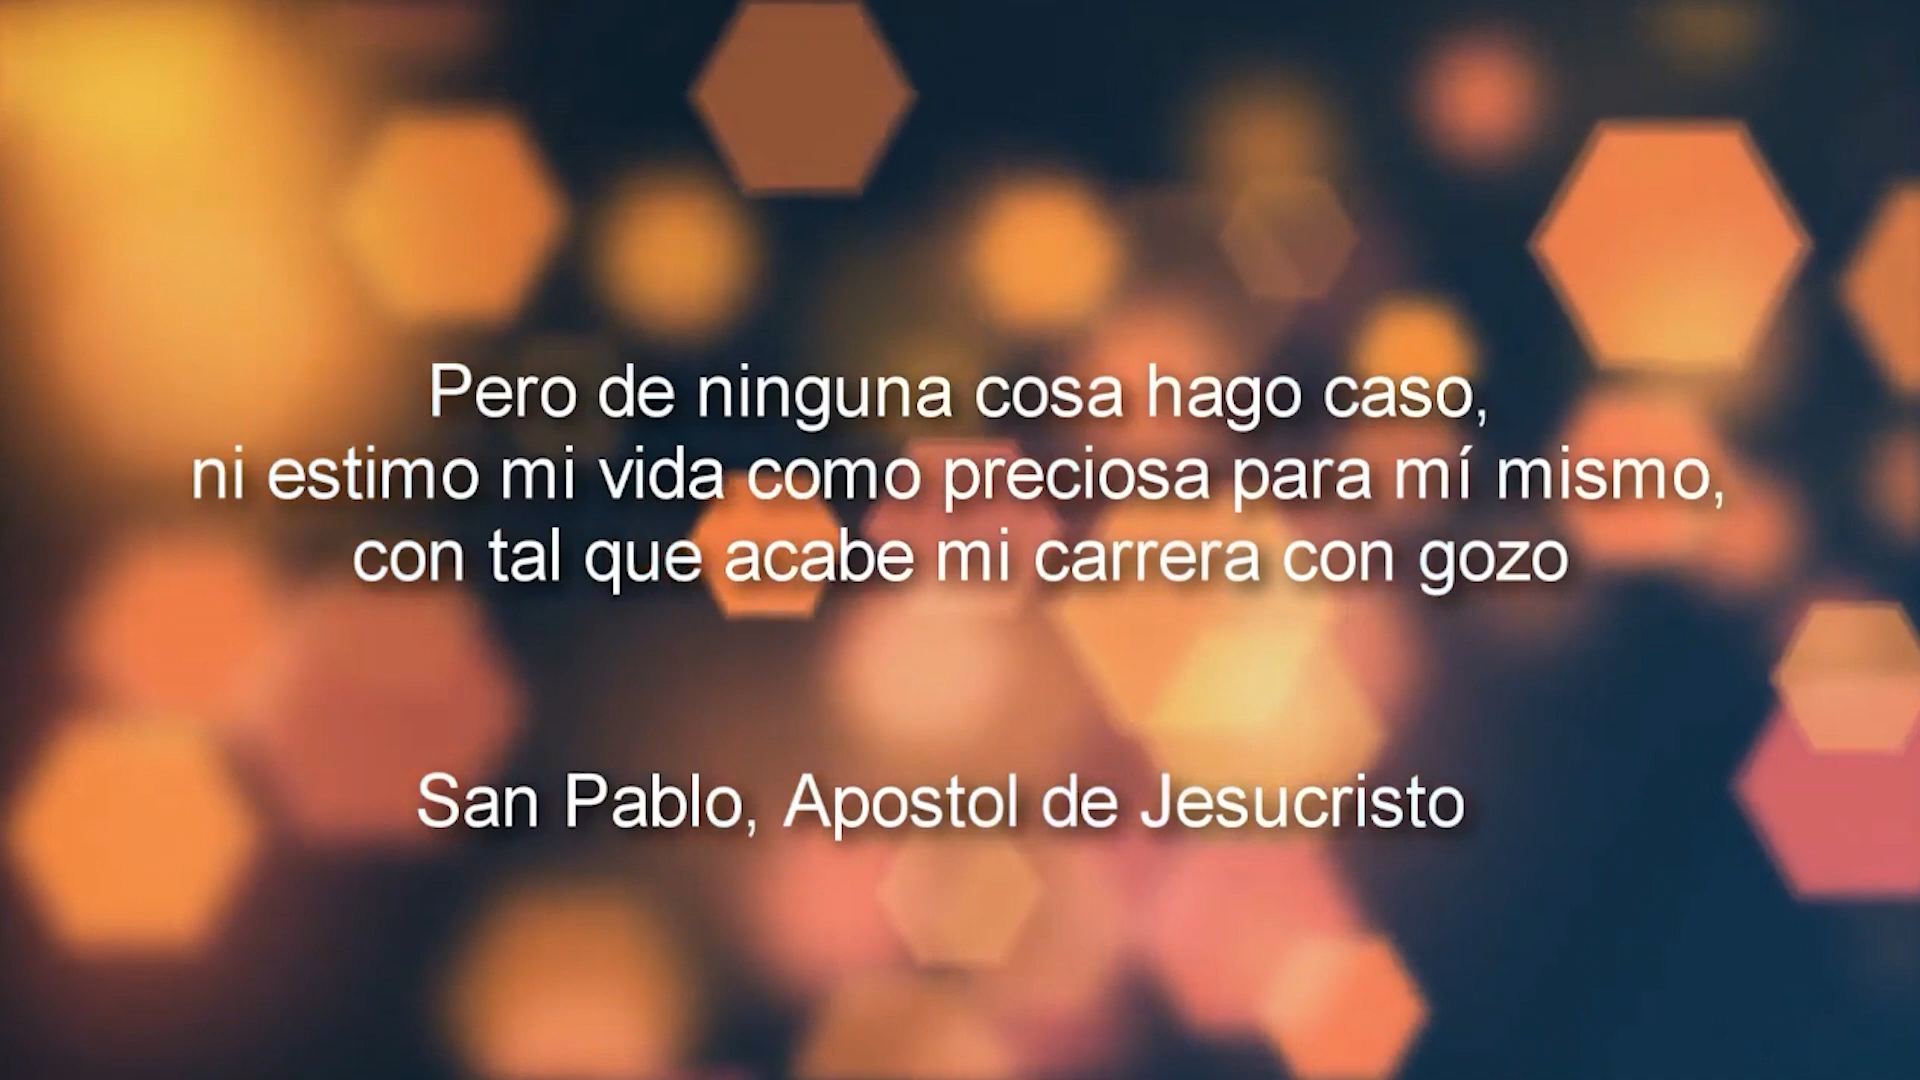 Pero de ninguna cosa hago caso,
ni estimo mi vida como preciosa para mí mismo,
con tal que acabe mi carrera con gozo
San Pablo, Apostol de Jesucristo